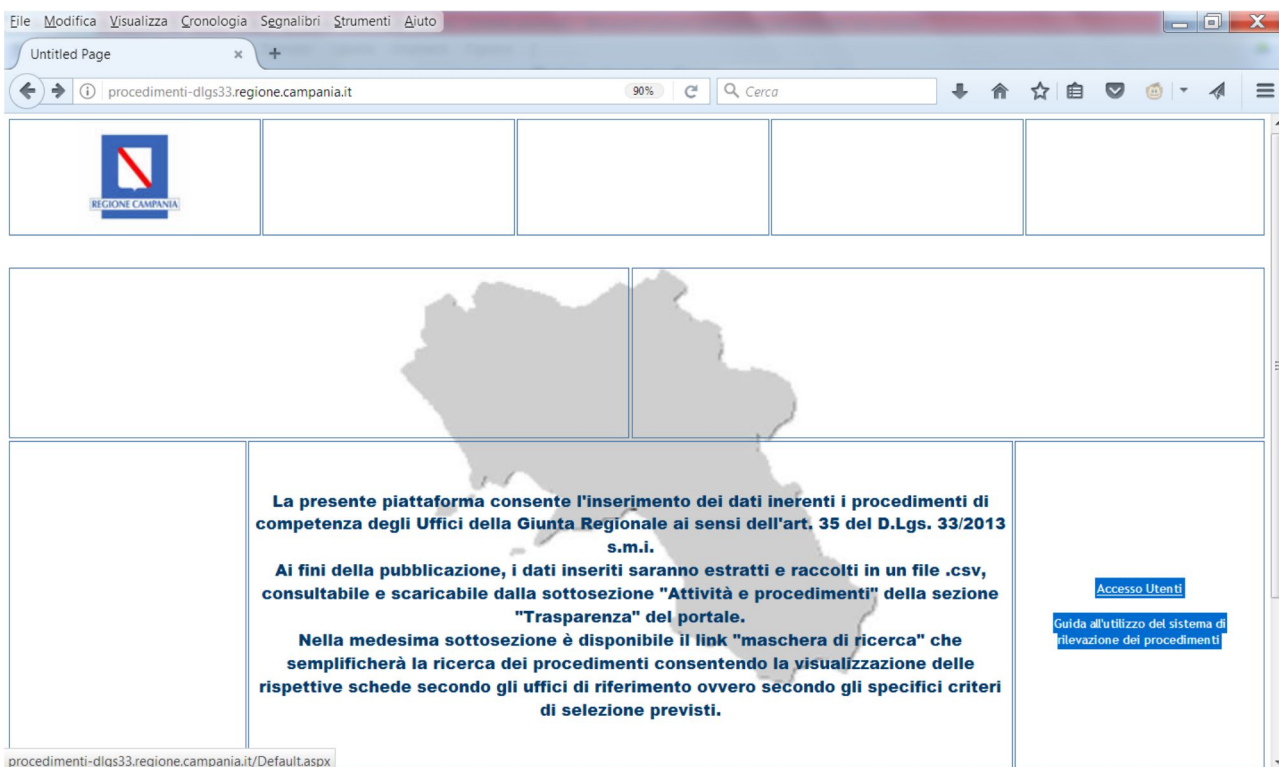 File Modifica Visualizza Cronologia Segnalibri Strumenti Aiuto
Untitled Page
procedimenti-dlgs33.regione.campania.it
90%
Cerca
REGIONE CAMPANIA
La presente piattaforma consente l'inserimento dei dati inerenti i procedimenti di
competenza degli Uffici della Giunta Regionale ai sensi dell'art. 35 del D.Lgs. 33/2013
s.m.i.
Ai fini della pubblicazione, i dati inseriti saranno estratti e raccolti in un file .csv,
consultabile e scaricabile dalla sottosezione "Attività e procedimenti" della sezione
"Trasparenza" del portale.
Nella medesima sottosezione è disponibile il link "maschera di ricerca" che
semplificherà la ricerca dei procedimenti consentendo la visualizzazione delle
rispettive schede secondo gli uffici di riferimento ovvero secondo gli specifici criteri
di selezione previsti.
Accesso Utenti
Guida all'utilizzo del sistema di
rilevazione dei procedimenti
procedimenti-dlgs33.regione.campania.it/Default.aspx